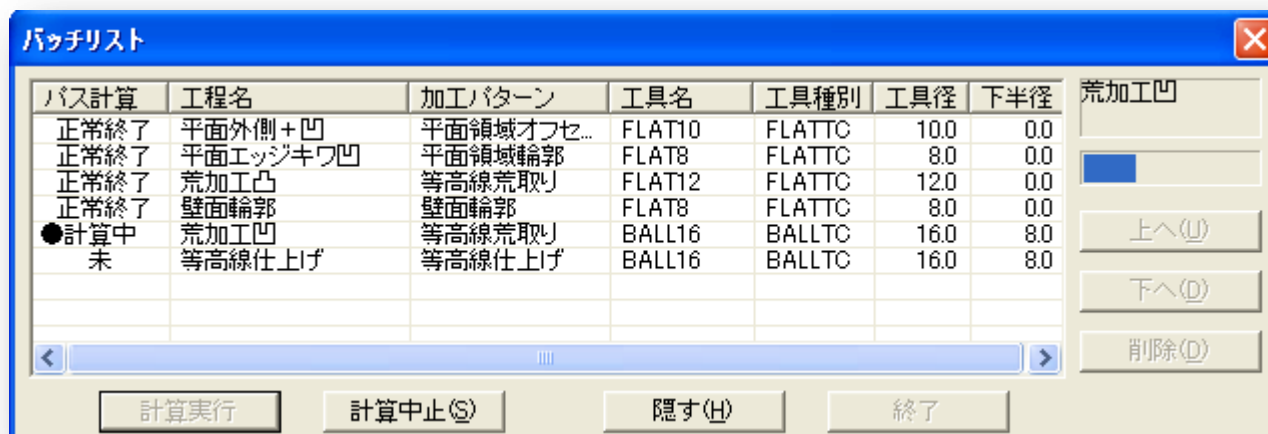 バッチリスト
パス計算 工程名 加工パターン 工具名 工具種別 工具径 下半径
正常終了 平面外側+凹 平面領域オフセ... FLAT10 FLATTC 10.0 0.0
正常終了 平面エッジキワ凹 平面領域輪郭 FLAT8 FLATTC 8.0 0.0
正常終了 荒加工凸 等高線荒取り FLAT12 FLATTC 12.0 0.0
正常終了 壁面輪郭 壁面輪郭 FLAT8 FLATTC 8.0 0.0
●計算中 荒加工凹 等高線荒取り BALL16 BALLTC 16.0 8.0
未 等高線仕上げ 等高線仕上げ BALL16 BALLTC 16.0 8.0
荒加工凹
上へ(U)
下へ(D)
削除(D)
計算実行 計算中止(S) 隠す(H) 終了